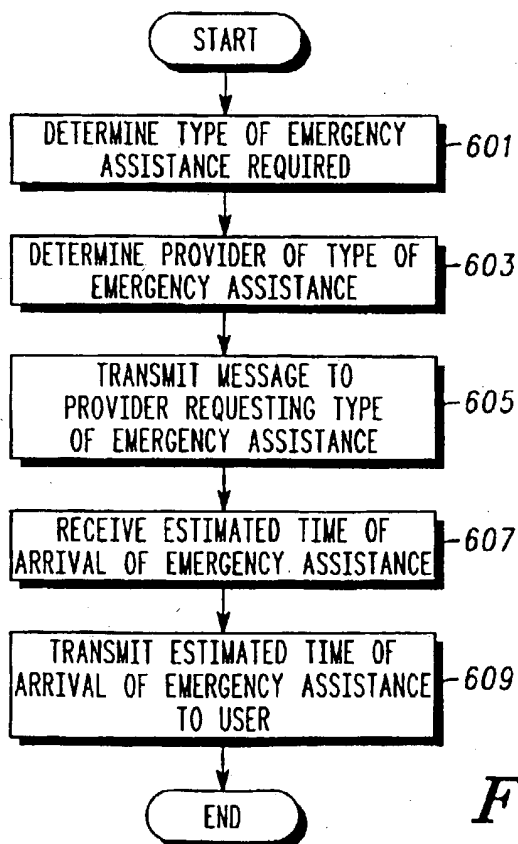 START
DETERMINE TYPE OF EMERGENCY
ASSISTANCE REQUIRED
601
DETERMINE PROVIDER OF TYPE OF
EMERGENCY ASSISTANCE
603
TRANSMIT MESSAGE TO
PROVIDER REQUESTING TYPE
OF EMERGENCY ASSISTANCE
605
RECEIVE ESTIMATED TIME OF
ARRIVAL OF EMERGENCY ASSISTANCE
607
TRANSMIT ESTIMATED TIME OF
ARRIVAL OF EMERGENCY ASSISTANCE
TO USER
609
END
F